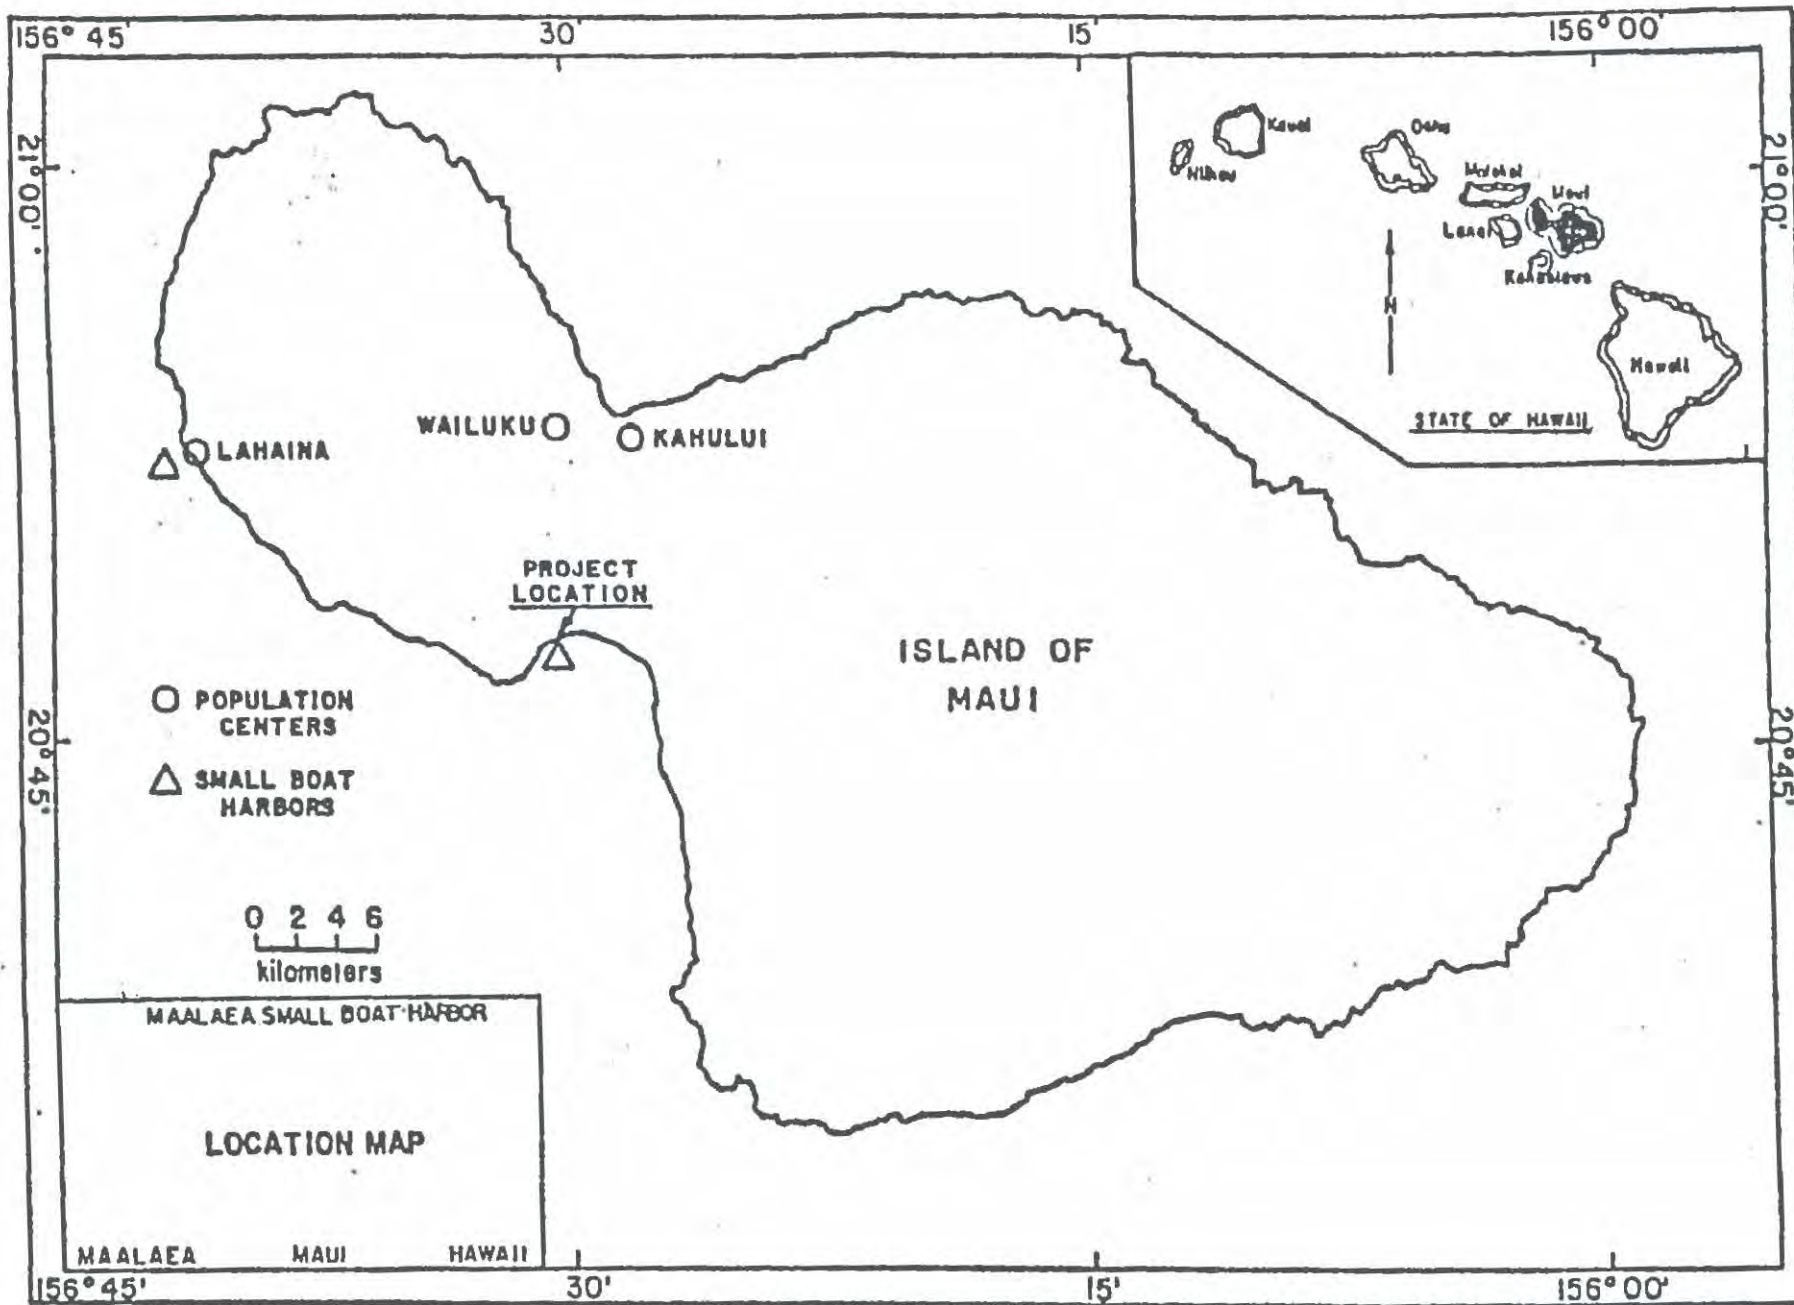 156° 45'
30'
15'
156° 00'
21° 00'
21° 00'
Kauai
Oahu
Niihau
Molokai
Maui
Lanai
Kahoolawe
N
Hawaii
STATE OF HAWAII
WAILUKU
KAHULUI
LAHAINA
PROJECT
LOCATION
ISLAND OF
MAUI
POPULATION
CENTERS
20° 45'
20° 45'
SMALL BOAT
HARBORS
0 2 4 6
kilometers
MAALAEA SMALL BOAT HARBOR
LOCATION MAP
MAALAEA MAUI HAWAII
156° 45'
30'
15'
156° 00'